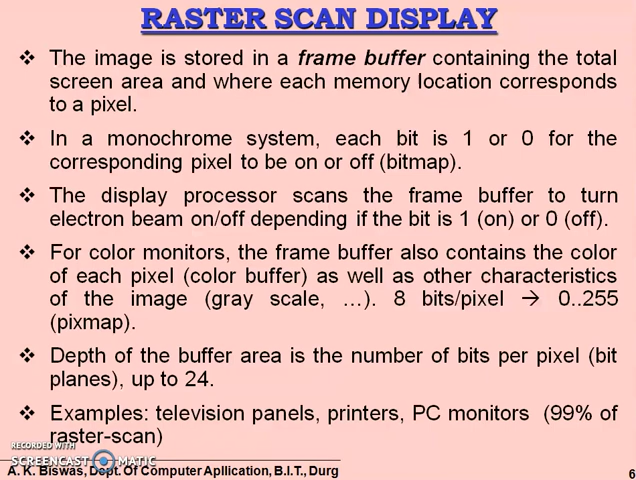 RASTER SCAN DISPLAY
❖ The image is stored in a frame buffer containing the total
screen area and where each memory location corresponds
to a pixel.
❖ In a monochrome system, each bit is 1 or 0 for the
corresponding pixel to be on or off (bitmap).
❖ The display processor scans the frame buffer to turn
electron beam on/off depending if the bit is 1 (on) or 0 (off).
❖ For color monitors, the frame buffer also contains the color
of each pixel (color buffer) as well as other characteristics
of the image (gray scale, …). 8 bits/pixel → 0..255
(pixmap).
❖ Depth of the buffer area is the number of bits per pixel (bit
planes), up to 24.
❖ Examples: television panels, printers, PC monitors (99% of
raster-scan)
RECORDED WITH
SCREENCAST MATIC
A. K. Biswas, Dept. Of Computer Apllication, B.I.T., Durg
6